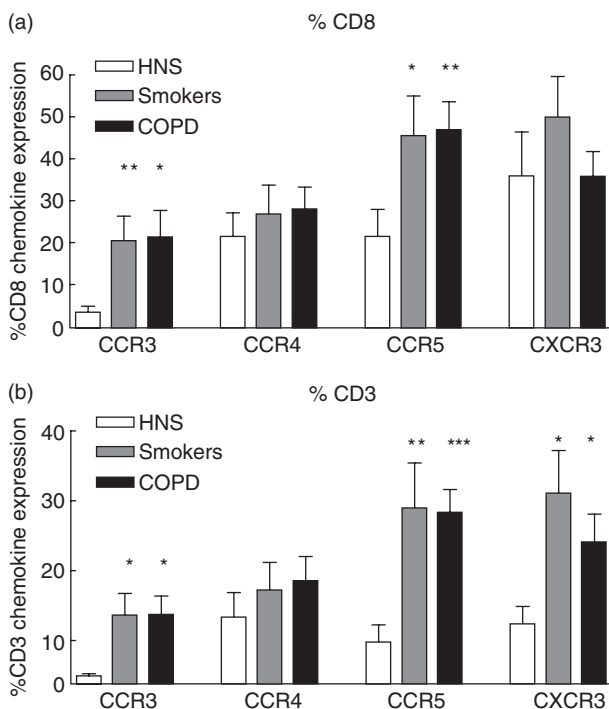 (a)
% CD8
%CD8 chemokine expression
60
50
40
30
20
10
0
HNS
Smokers
COPD
** *
* **
CCR3 CCR4 CCR5 CXCR3
(b)
% CD3
%CD3 chemokine expression
40
30
20
10
0
HNS
Smokers
COPD
* *
** ***
* *
CCR3 CCR4 CCR5 CXCR3